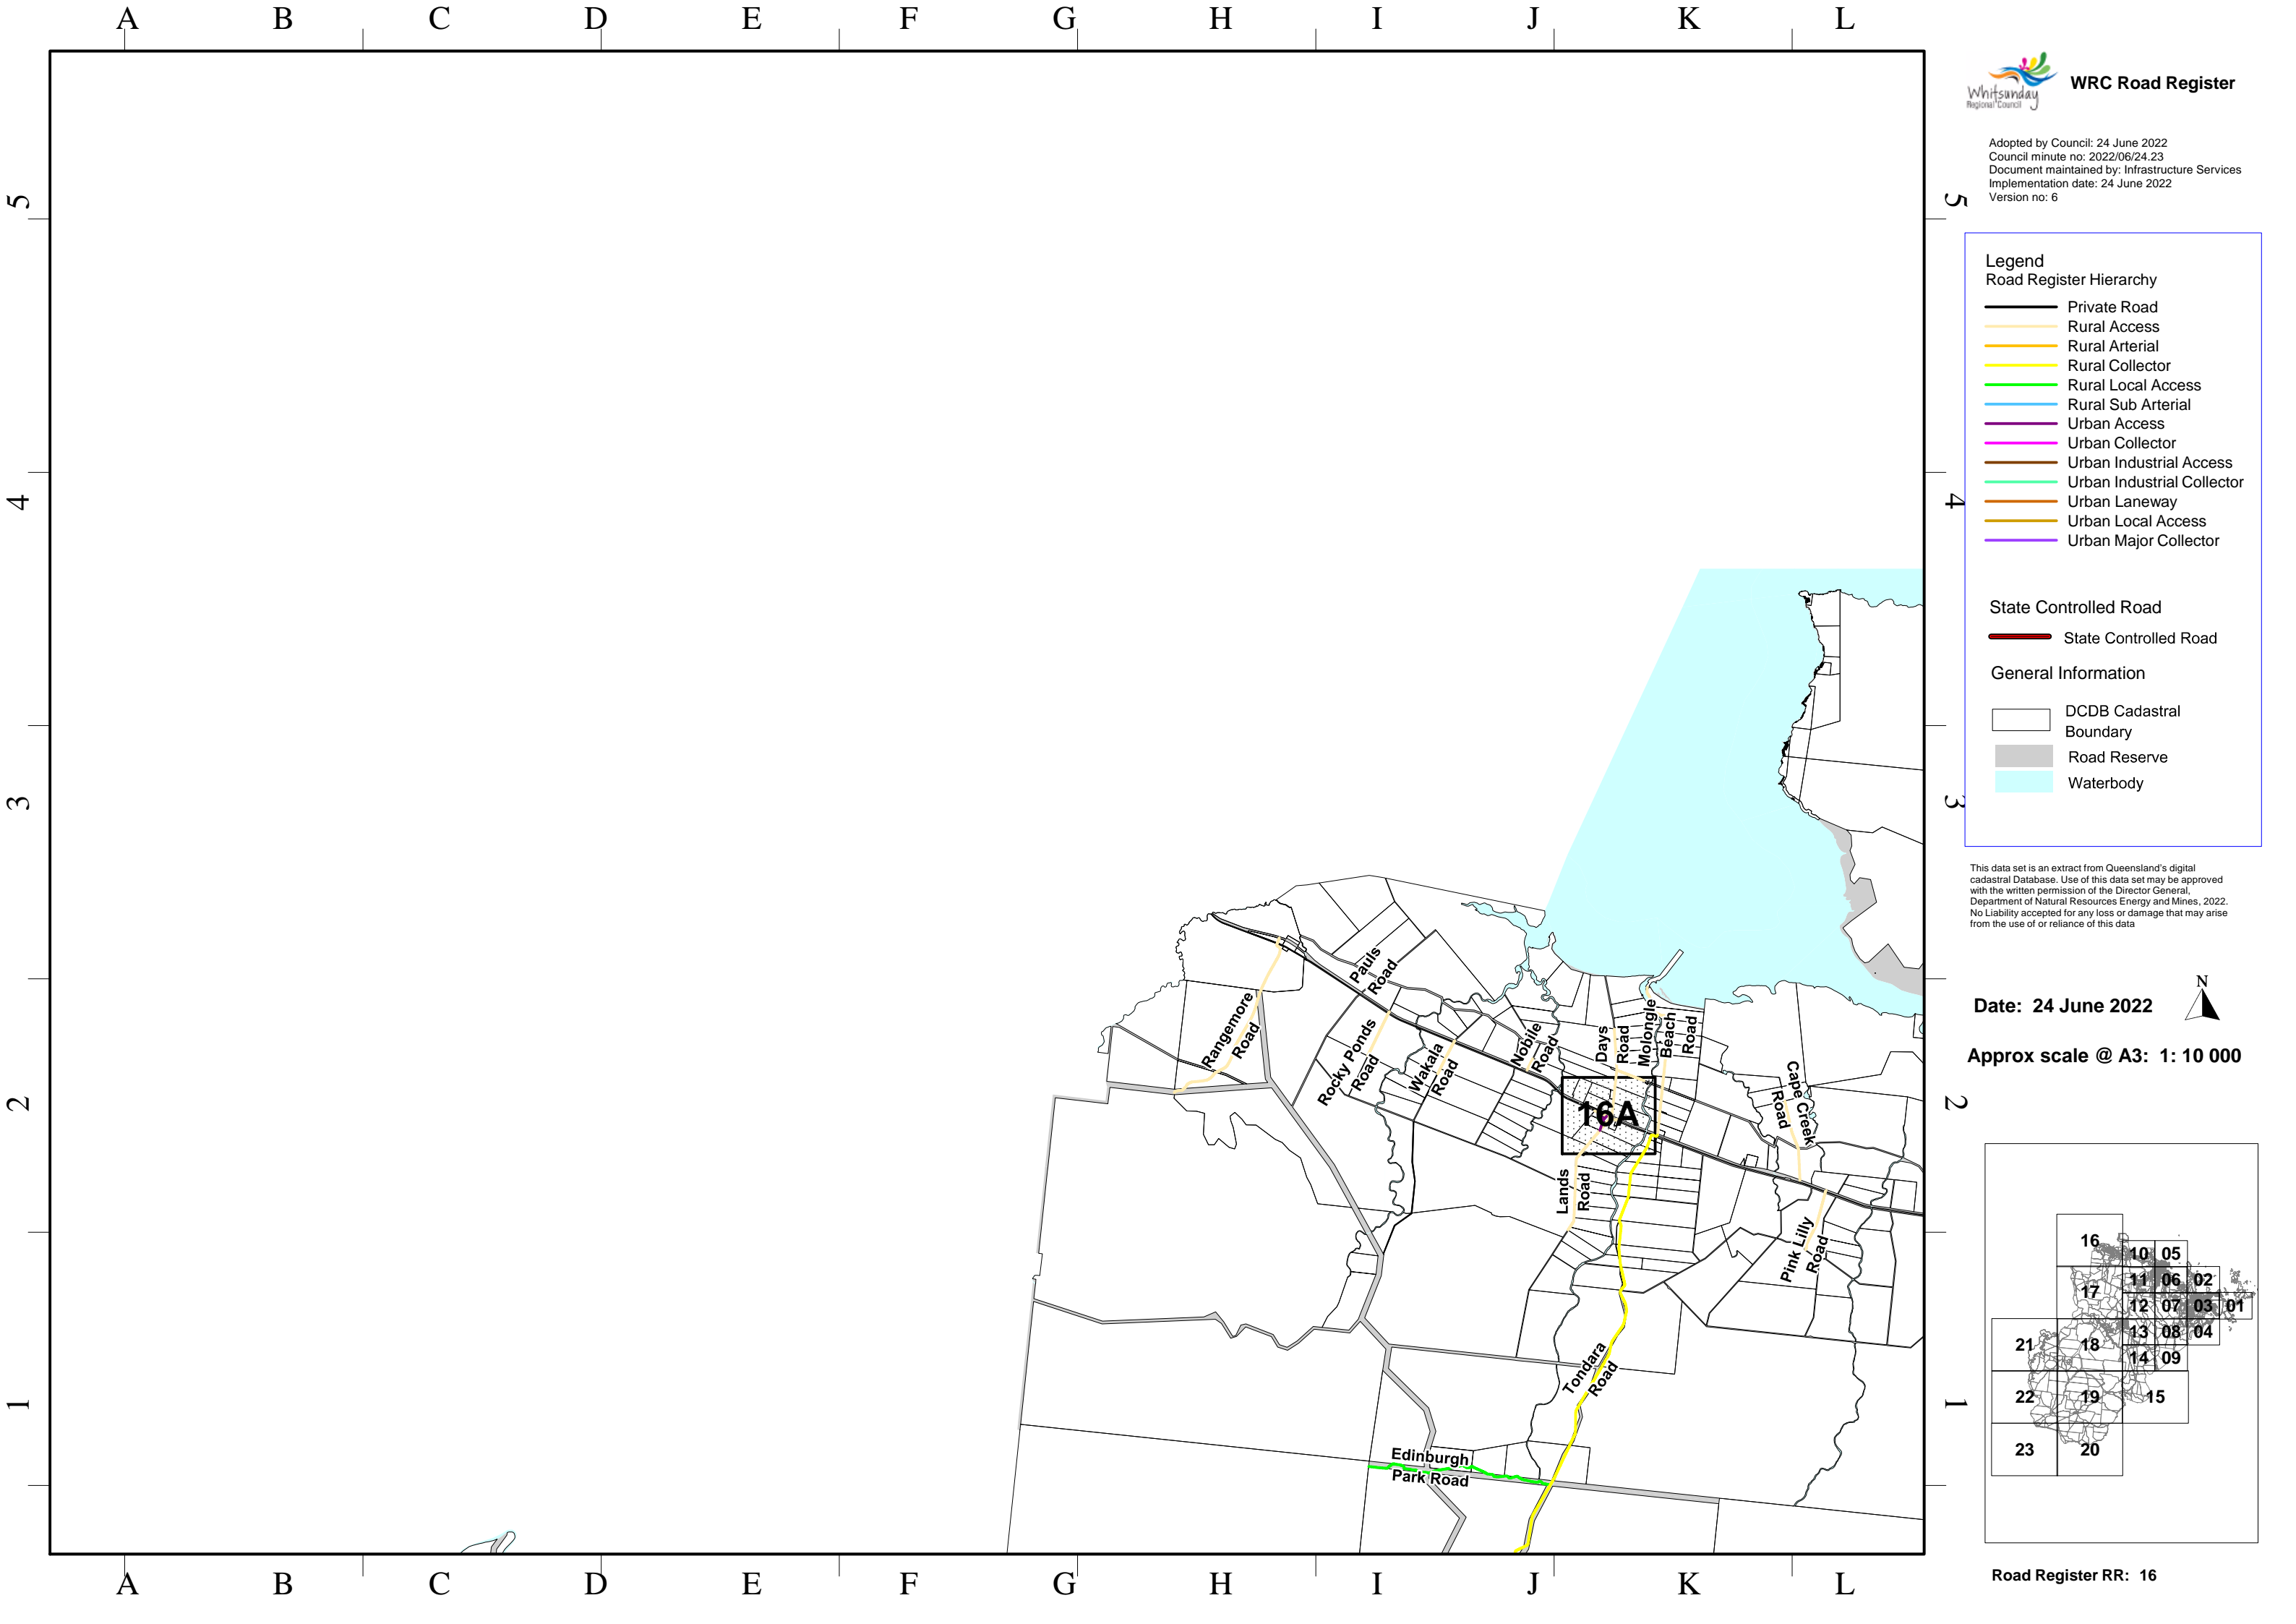 A B C D E F G H I J K L
5
4
3
2
1
5
4
3
2
1
Pauls
Road
Rangemore
Road
Rocky Ponds
Road
Wakala
Road
Nobile
Road
Days
Road
Molongle
Beach
Road
Cape Creek
Road
16A
Lands
Road
Pink Lilly
Road
Tondara
Road
Edinburgh
Park Road
A B C D E F G H I J K L
Whitsunday
Regional Council
WRC Road Register
Adopted by Council: 24 June 2022
Council minute no: 2022/06/24.23
Document maintained by: Infrastructure Services
Implementation date: 24 June 2022
Version no: 6
Legend
Road Register Hierarchy
Private Road
Rural Access
Rural Arterial
Rural Collector
Rural Local Access
Rural Sub Arterial
Urban Access
Urban Collector
Urban Industrial Access
Urban Industrial Collector
Urban Laneway
Urban Local Access
Urban Major Collector
State Controlled Road
State Controlled Road
General Information
DCDB Cadastral
Boundary
Road Reserve
Waterbody
This data set is an extract from Queensland's digital
cadastral Database. Use of this data set may be approved
with the written permission of the Director General,
Department of Natural Resources Energy and Mines, 2022.
No Liability accepted for any loss or damage that may arise
from the use of or reliance of this data
N
Date: 24 June 2022
Approx scale @ A3: 1: 10 000
16
10 05
11 06 02
17
12 07 03 01
13 08 04
21 18
14 09
22 19 15
23 20
Road Register RR: 16